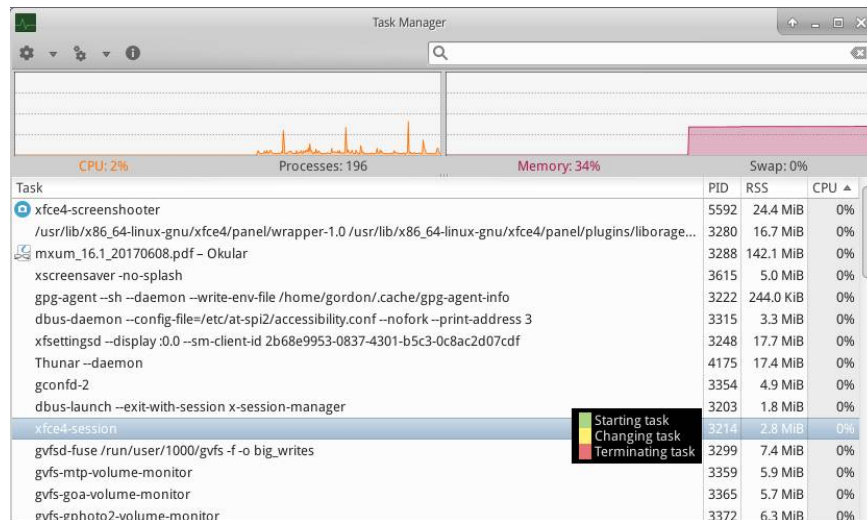 Task Manager
CPU: 2% Processes: 196 Memory: 34% Swap: 0%
Task PID RSS CPU
xfce4-screenshooter 5592 24.4 MiB 0%
/usr/lib/x86_64-linux-gnu/xfce4/panel/wrapper-1.0 /usr/lib/x86_64-linux-gnu/xfce4/panel/plugins/liborage... 3280 16.7 MiB 0%
mxum_16.1_20170608.pdf – Okular 3288 142.1 MiB 0%
xscreensaver -no-splash 3615 5.0 MiB 0%
gpg-agent --sh --daemon --write-env-file /home/gordon/.cache/gpg-agent-info 3222 244.0 KiB 0%
dbus-daemon --config-file=/etc/at-spi2/accessibility.conf --nofork --print-address 3 3315 3.3 MiB 0%
xfsettingsd --display :0.0 --sm-client-id 2b68e9953-0837-4301-b5c3-0c8ac2d07cdf 3248 17.7 MiB 0%
Thunar --daemon 4175 17.4 MiB 0%
gconfd-2 3354 4.9 MiB 0%
dbus-launch --exit-with-session x-session-manager 3203 1.8 MiB 0%
xfce4-session 3214 2.8 MiB 0%
Starting task
Changing task
Terminating task
gvfsd-fuse /run/user/1000/gvfs -f -o big_writes 3299 7.4 MiB 0%
gvfs-mtp-volume-monitor 3359 5.9 MiB 0%
gvfs-goa-volume-monitor 3365 5.7 MiB 0%
gvfs-gphoto2-volume-monitor 3372 6.3 MiB 0%